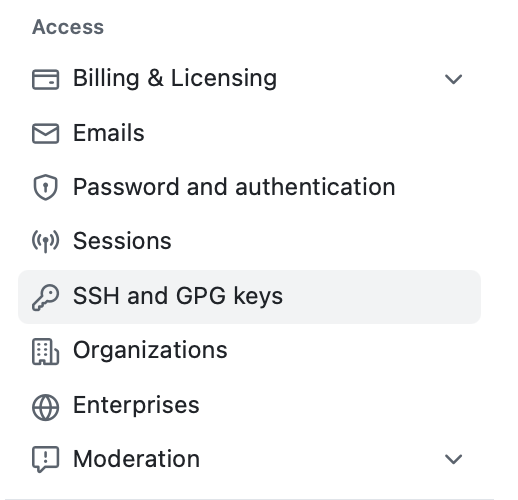 Access
Billing & Licensing
Emails
Password and authentication
Sessions
SSH and GPG keys
Organizations
Enterprises
Moderation